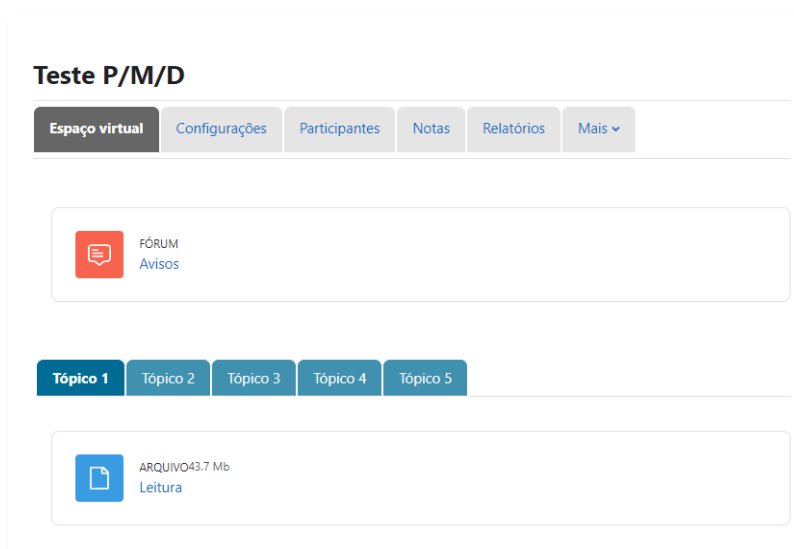 Teste P/M/D
Espaço virtual Configurações Participantes Notas Relatórios Mais
FÓRUM
Avisos
Tópico 1 Tópico 2 Tópico 3 Tópico 4 Tópico 5
ARQUIVO43.7 Mb
Leitura